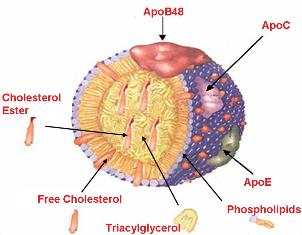 ApoB48
ApoC
Cholesterol
Ester
ApoE
Free Cholesterol
Phospholipids
Triacylglycerol